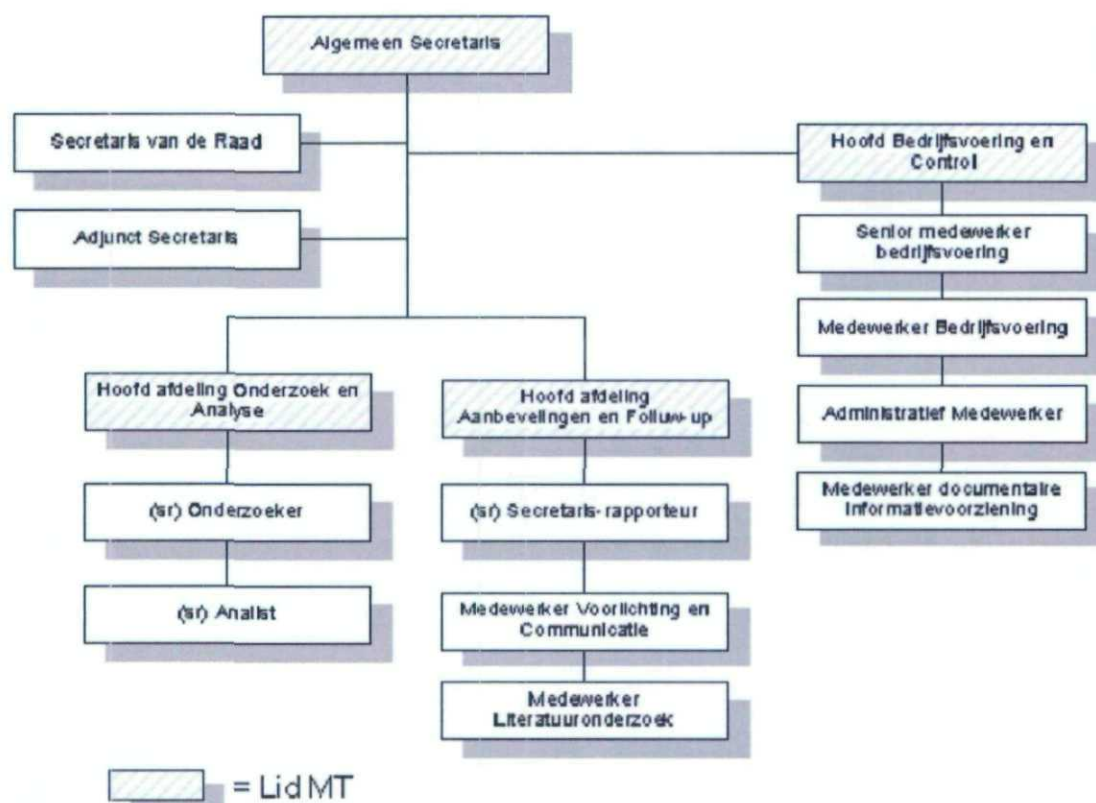 Algemeen Secretaris
Secretaris van de Raad
Hoofd Bedrijfsvoering en
Control
Adjunct Secretaris
Senior medewerker
bedrijfsvoering
Medewerker Bedrijfsvoering
Hoofd afdeling Onderzoek en
Analyse
Hoofd afdeling
Aanbevelingen en Follow-up
Administratief Medewerker
(sr) Onderzoeker
(sr) Secretaris-rapporteur
Medewerker documentaire
Informatievoorziening
(sr) Analist
Medewerker Voorlichting en
Communicatie
Medewerker
Literatuuronderzoek
= Lid MT